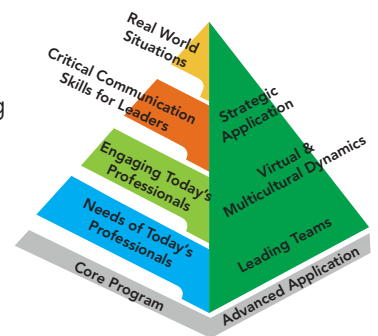 Real World
Situations
Critical Communication
Skills for Leaders
Engaging Today's
Professionals
Needs of Today's
Professionals
Core Program
Strategic
Application
Virtual &
Multicultural Dynamics
Leading Teams
Advanced Application